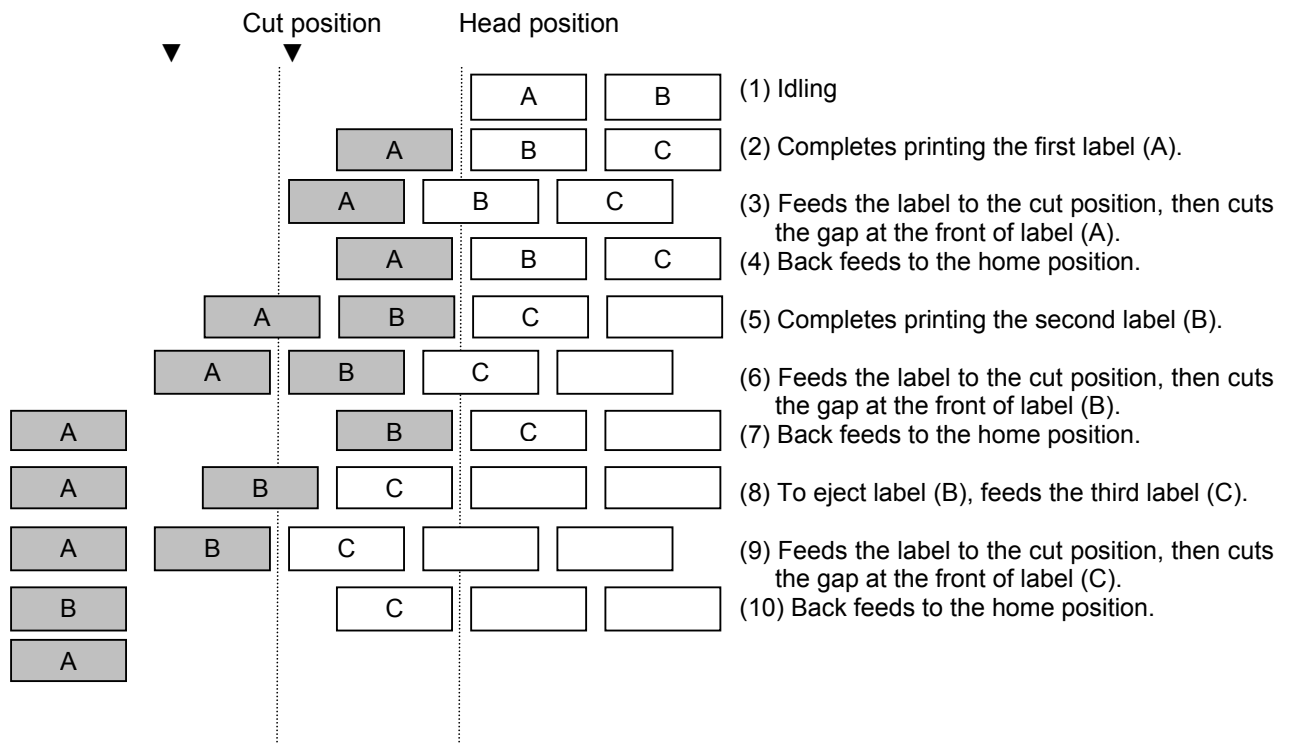 Cut position Head position
▼ ▼
A B (1) Idling
A B C (2) Completes printing the first label (A).
A B C (3) Feeds the label to the cut position, then cuts
the gap at the front of label (A).
A B C (4) Back feeds to the home position.
A B C (5) Completes printing the second label (B).
A B C (6) Feeds the label to the cut position, then cuts
the gap at the front of label (B).
A B C (7) Back feeds to the home position.
A B C (8) To eject label (B), feeds the third label (C).
A B C (9) Feeds the label to the cut position, then cuts
the gap at the front of label (C).
B C (10) Back feeds to the home position.
A